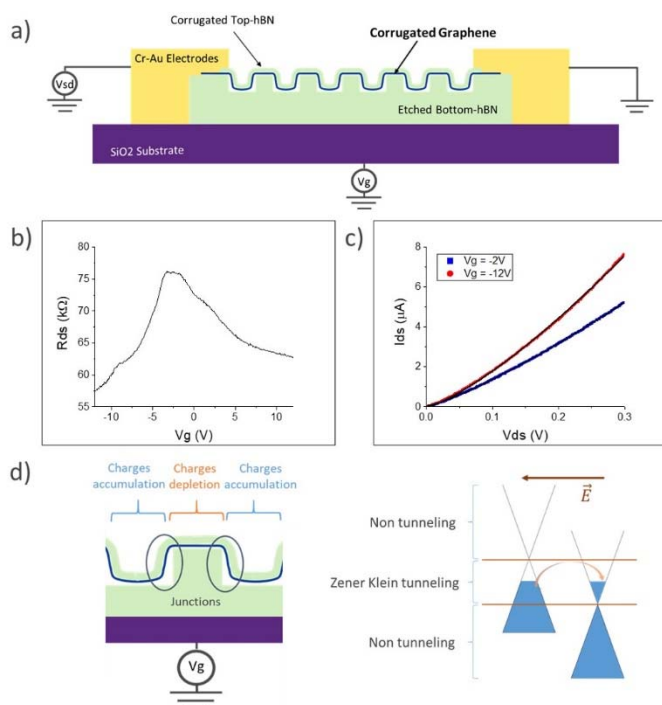 a)
Corrugated Top-hBN
Corrugated Graphene
Cr-Au Electrodes
Vsd
Etched Bottom-hBN
SiO2 Substrate
Vg
b)
80
75
70
65
60
55
Rds (kΩ)
-10 -5 0 5 10
Vg (V)
c)
8
6
4
2
0
Ids (μA)
Vg = -2V
Vg = -12V
0.0 0.1 0.2 0.3
Vds (V)
d)
Charges accumulation
Charges depletion
Charges accumulation
Junctions
Vg
E
Non tunneling
Zener Klein tunneling
Non tunneling